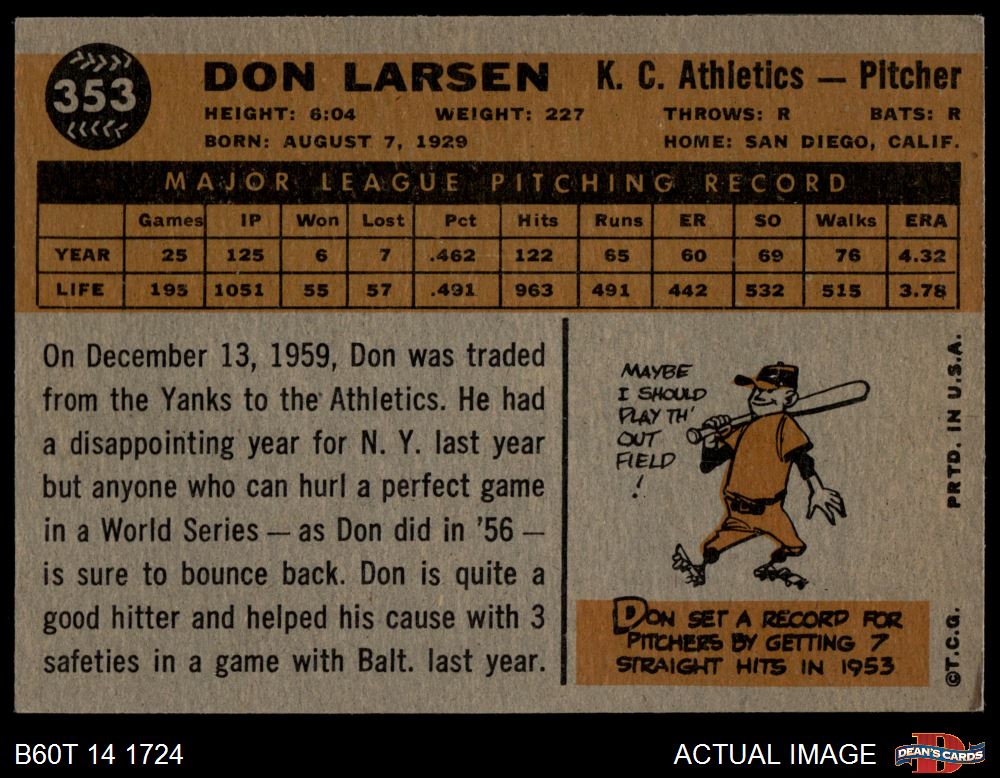 353
DON LARSEN K. C. Athletics — Pitcher
HEIGHT: 6:04 WEIGHT: 227 THROWS: R BATS: R
BORN: AUGUST 7, 1929 HOME: SAN DIEGO, CALIF.
MAJOR LEAGUE PITCHING RECORD
Games IP Won Lost Pct Hits Runs ER SO Walks ERA
YEAR 25 125 6 7 .462 122 65 60 69 76 4.32
LIFE 195 1051 55 57 .491 963 491 442 532 515 3.78
On December 13, 1959, Don was traded
from the Yanks to the Athletics. He had
a disappointing year for N. Y. last year
but anyone who can hurl a perfect game
in a World Series — as Don did in '56 —
is sure to bounce back. Don is quite a
good hitter and helped his cause with 3
safeties in a game with Balt. last year.
MAYBE
I SHOULD
PLAY TH'
OUT
FIELD
!
DON SET A RECORD FOR
PITCHERS BY GETTING 7
STRAIGHT HITS IN 1953
©T.C.G. PRTD. IN U.S.A.
B60T 14 1724 ACTUAL IMAGE
DEAN'S CARDS